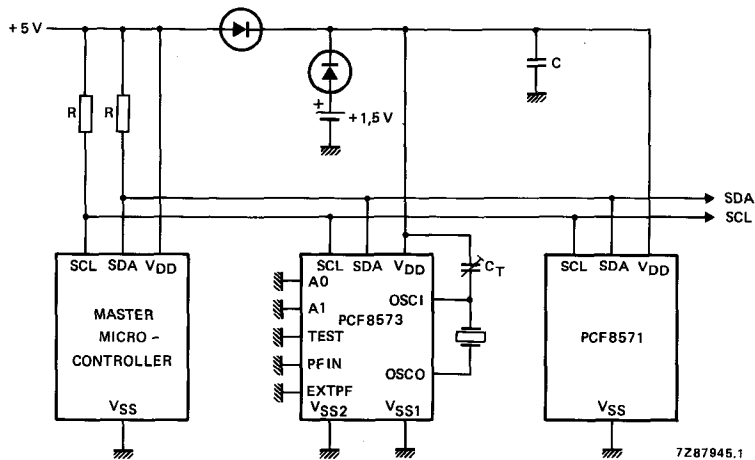 +5 V
C
+
+1,5 V
R
R
SDA
SCL
SCL SDA VDD
MASTER
MICRO-
CONTROLLER
VSS
SCL SDA VDD
A0
A1
TEST
PFIN
EXTPF
PCF8573
OSCI
OSCO
VSS2 VSS1
CT
SCL SDA VDD
PCF8571
VSS
7Z87945.1